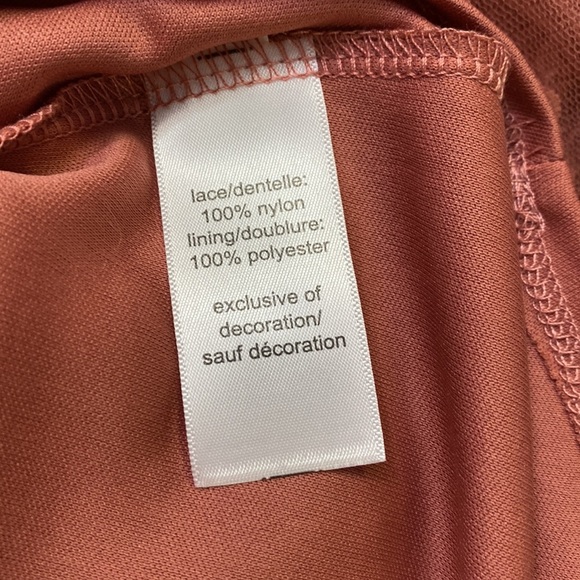 lace/dentelle:
100% nylon
lining/doublure:
100% polyester
exclusive of
decoration/
sauf décoration